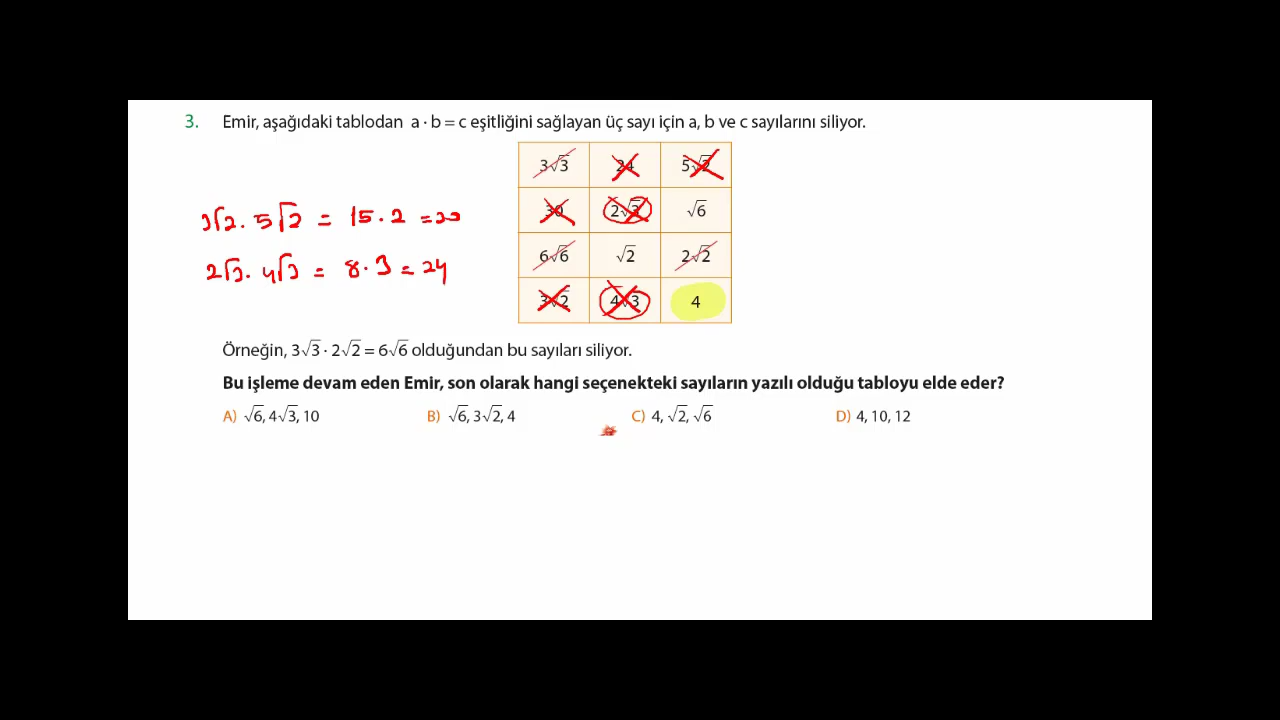 3. Emir, aşağıdaki tablodan a · b = c eşitliğini sağlayan üç sayı için a, b ve c sayılarını siliyor.
3√3 24 5√2
30 2√3 √6
6√6 √2 2√2
3√2 4√3 4
3√2 · 5√2 = 15 · 2 =
2√3 · 4√3 = 8 · 3 = 24
Örneğin, 3√3 · 2√2 = 6√6 olduğundan bu sayıları siliyor.
Bu işleme devam eden Emir, son olarak hangi seçenekteki sayıların yazılı olduğu tabloyu elde eder?
A) √6, 4√3, 10 B) √6, 3√2, 4 C) 4, √2, √6 D) 4, 10, 12